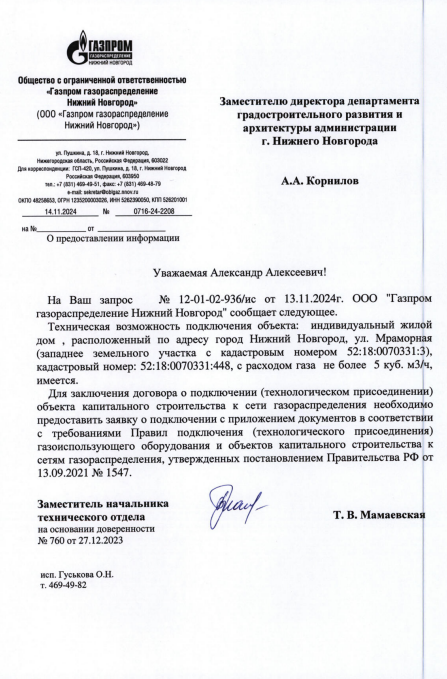 ГАЗПРОМ
ГАЗОРАСПРЕДЕЛЕНИЕ
НИЖНИЙ НОВГОРОД
Общество с ограниченной ответственностью
«Газпром газораспределение
Нижний Новгород»
(ООО «Газпром газораспределение
Нижний Новгород»)
ул. Пушкина, д. 18, г. Нижний Новгород,
Нижегородская область, Российская Федерация, 603022
Для корреспонденции: ГСП-420, ул. Пушкина, д. 18, г. Нижний Новгород
Российская Федерация, 603950
тел.: +7 (831) 469-49-51, факс: +7 (831) 469-48-79
e-mail: sekretar@oblgaz.nnov.ru
ОКПО 48258653, ОГРН 1235200003026, ИНН 5262390050, КПП 526201001
14.11.2024 № 0716-24-2208
на № от
О предоставлении информации
Заместителю директора департамента
градостроительного развития и
архитектуры администрации
г. Нижнего Новгорода
А.А. Корнилов
Уважаемая Александр Алексеевич!
На Ваш запрос № 12-01-02-936/ис от 13.11.2024г. ООО "Газпром
газораспределение Нижний Новгород" сообщает следующее.
Техническая возможность подключения объекта: индивидуальный жилой
дом , расположенный по адресу город Нижний Новгород, ул. Мраморная
(западнее земельного участка с кадастровым номером 52:18:0070331:3),
кадастровый номер: 52:18:0070331:448, с расходом газа не более 5 куб. м3/ч,
имеется.
Для заключения договора о подключении (технологическом присоединении)
объекта капитального строительства к сети газораспределения необходимо
предоставить заявку о подключении с приложением документов в соответствии
с требованиями Правил подключения (технологического присоединения)
газоиспользующего оборудования и объектов капитального строительства к
сетям газораспределения, утвержденных постановлением Правительства РФ от
13.09.2021 № 1547.
Заместитель начальника
технического отдела
на основании доверенности
№ 760 от 27.12.2023
Т. В. Мамаевская
исп. Гуськова О.Н.
т. 469-49-82